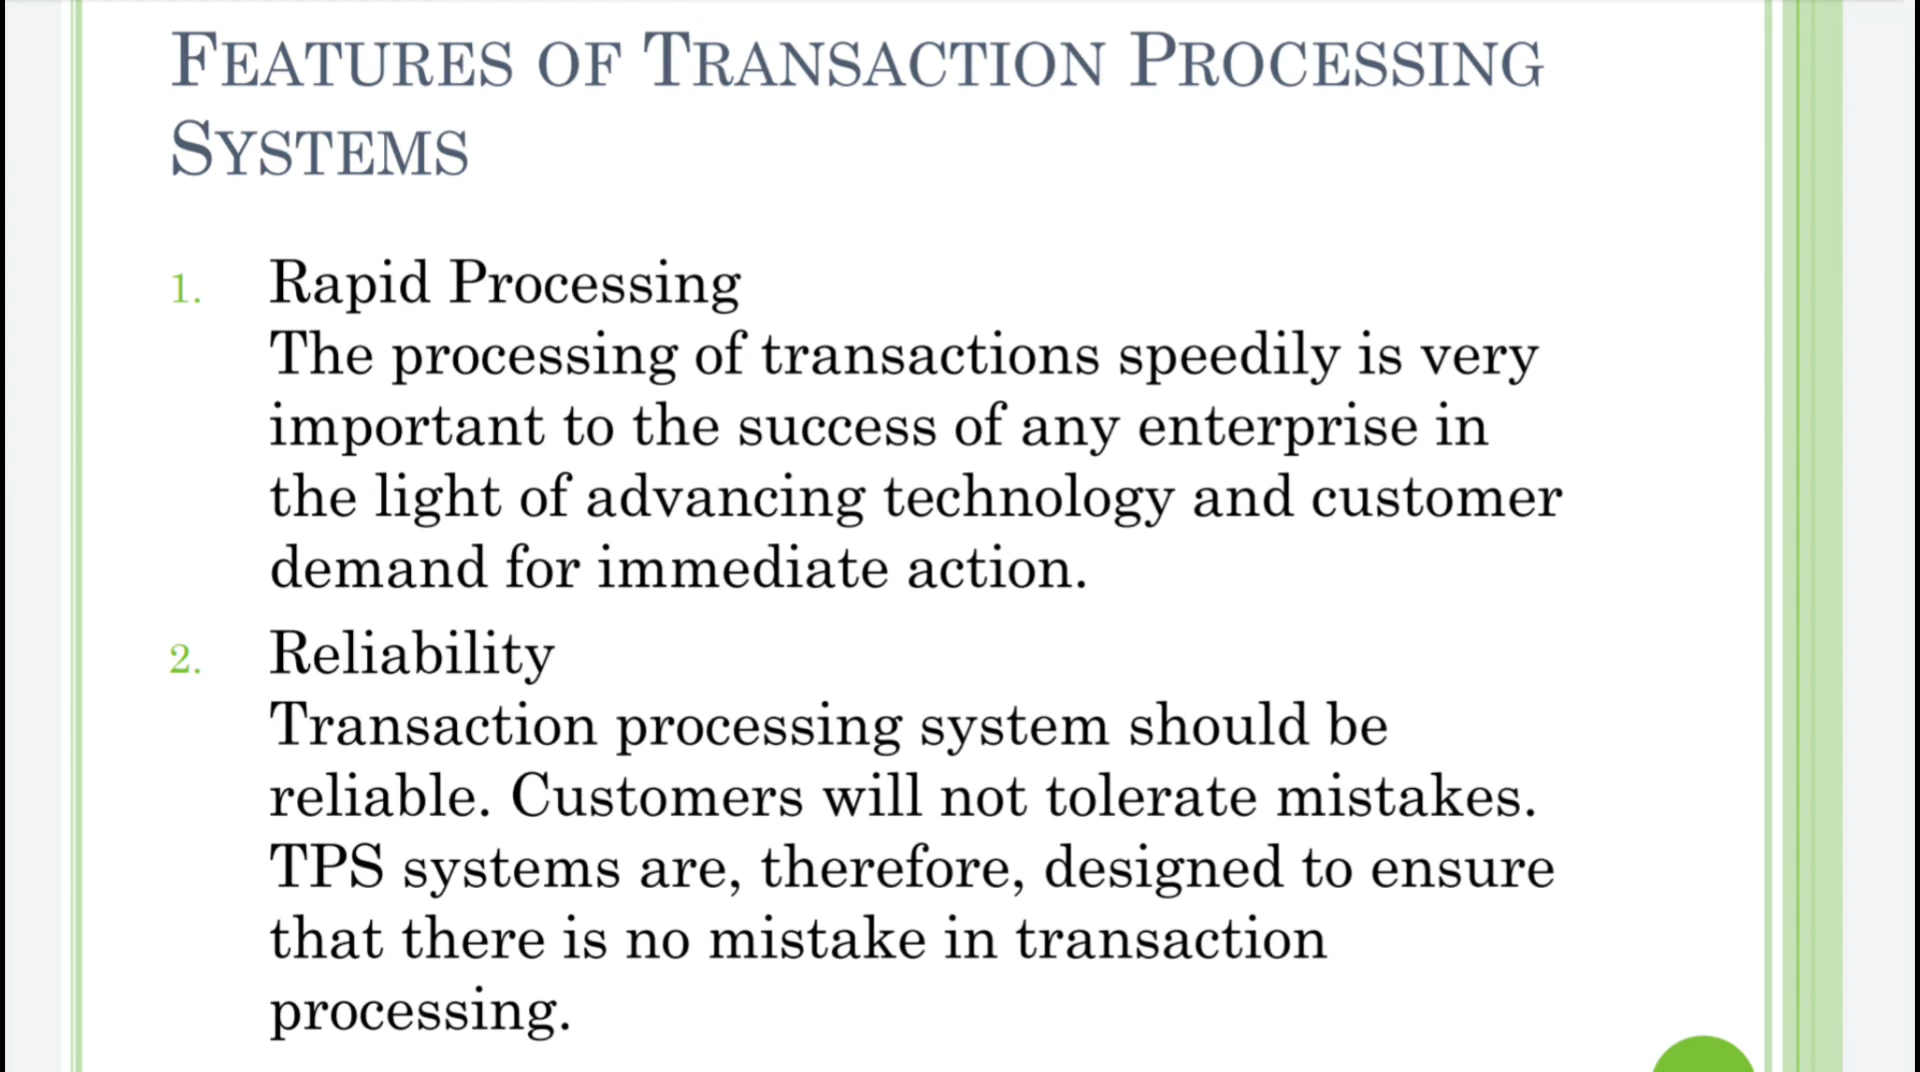 FEATURES OF TRANSACTION PROCESSING
SYSTEMS
1. Rapid Processing
The processing of transactions speedily is very
important to the success of any enterprise in
the light of advancing technology and customer
demand for immediate action.
2. Reliability
Transaction processing system should be
reliable. Customers will not tolerate mistakes.
TPS systems are, therefore, designed to ensure
that there is no mistake in transaction
processing.